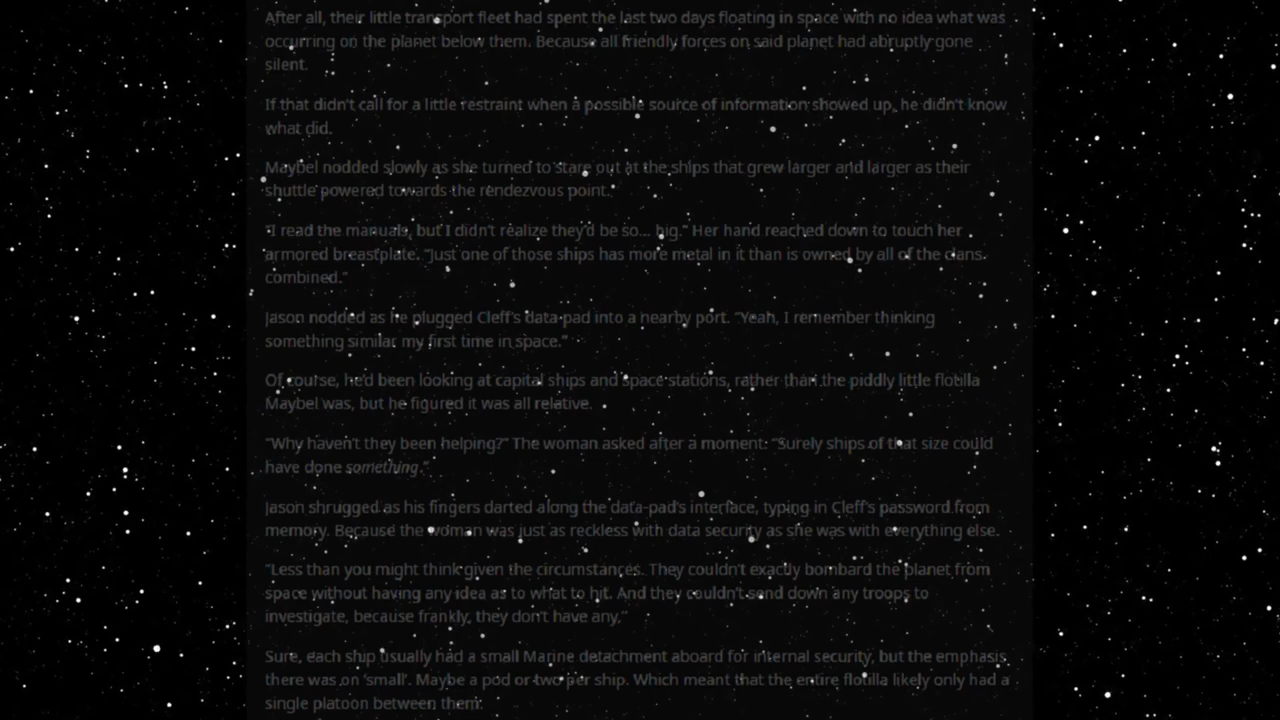 After all, their little transport fleet had spent the last two days floating in space with no idea what was
occurring on the planet below them. Because all friendly forces on said planet had abruptly gone
silent.
If that didn't call for a little restraint when a possible source of information showed up, he didn't know
what did.
Maybel nodded slowly as she turned to stare out at the ships that grew larger and larger as their
shuttle powered towards the rendezvous point.
"I read the manuals, but I didn't realize they'd be so... big." Her hand reached down to touch her
armored breastplate. "Just one of those ships has more metal in it than is owned by all of the clans
combined."
Jason nodded as he plugged Cleff's data-pad into a nearby port. "Yeah, I remember thinking
something similar my first time in space."
Of course, he'd been looking at capital ships and space stations, rather than the piddly little flotilla
Maybel was, but he figured it was all relative.
"Why haven't they been helping?" The woman asked after a moment. "Surely ships of that size could
have done something."
Jason shrugged as his fingers darted along the data-pad's interface, typing in Cleff's password from
memory. Because the woman was just as reckless with data security as she was with everything else.
"Less than you might think given the circumstances. They couldn't exactly bombard the planet from
space without having any idea as to what to hit. And they couldn't send down any troops to
investigate, because frankly, they don't have any,"
Sure, each ship usually had a small Marine detachment aboard for internal security, but the emphasis
there was on 'small'. Maybe a pod or two per ship. Which meant that the entire flotilla likely only had a
single platoon between them.